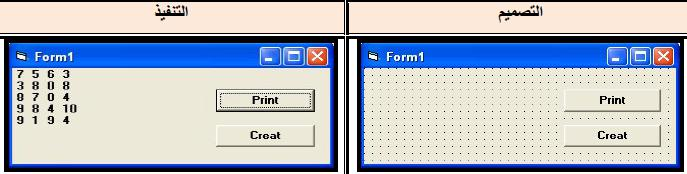 التصميم
التنفيذ
Form1
Print
Creat
Form1
7 5 6 3
3 8 0 8
8 7 0 4
9 8 4 10
9 1 9 4
Print
Creat